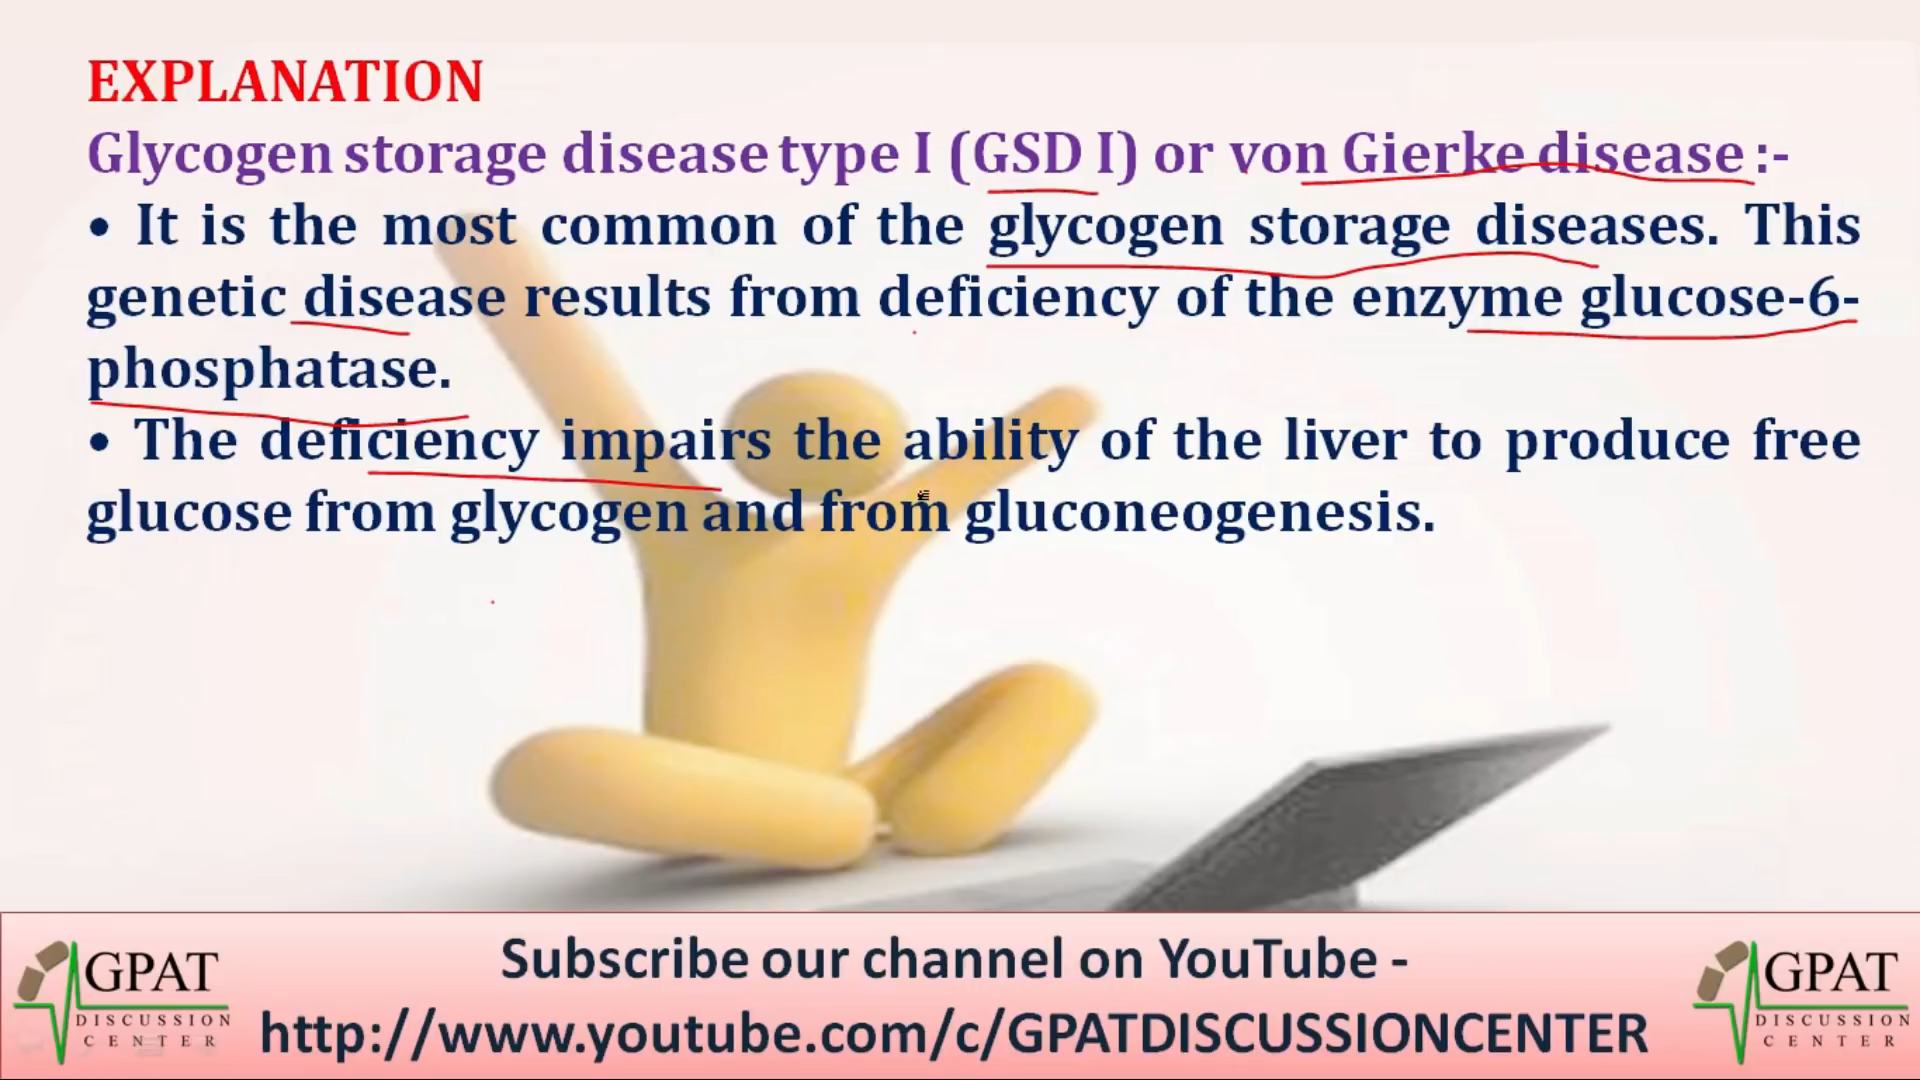 EXPLANATION
Glycogen storage disease type I (GSD I) or von Gierke disease :-
• It is the most common of the glycogen storage diseases. This
genetic disease results from deficiency of the enzyme glucose-6-
phosphatase.
• The deficiency impairs the ability of the liver to produce free
glucose from glycogen and from gluconeogenesis.
GPAT
DISCUSSION
CENTER
Subscribe our channel on YouTube -
http://www.youtube.com/c/GPATDISCUSSIONCENTER
GPAT
DISCUSSION
CENTER